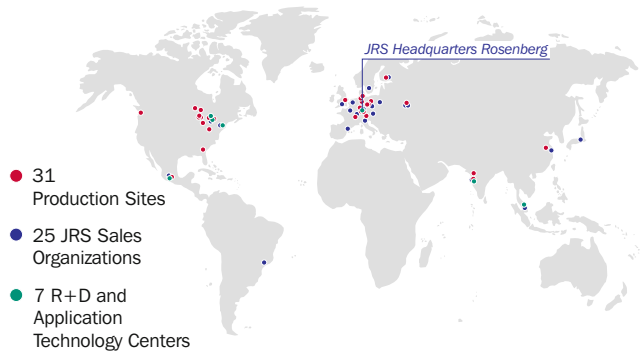 JRS Headquarters Rosenberg
31
Production Sites
25 JRS Sales
Organizations
7 R+D and
Application
Technology Centers